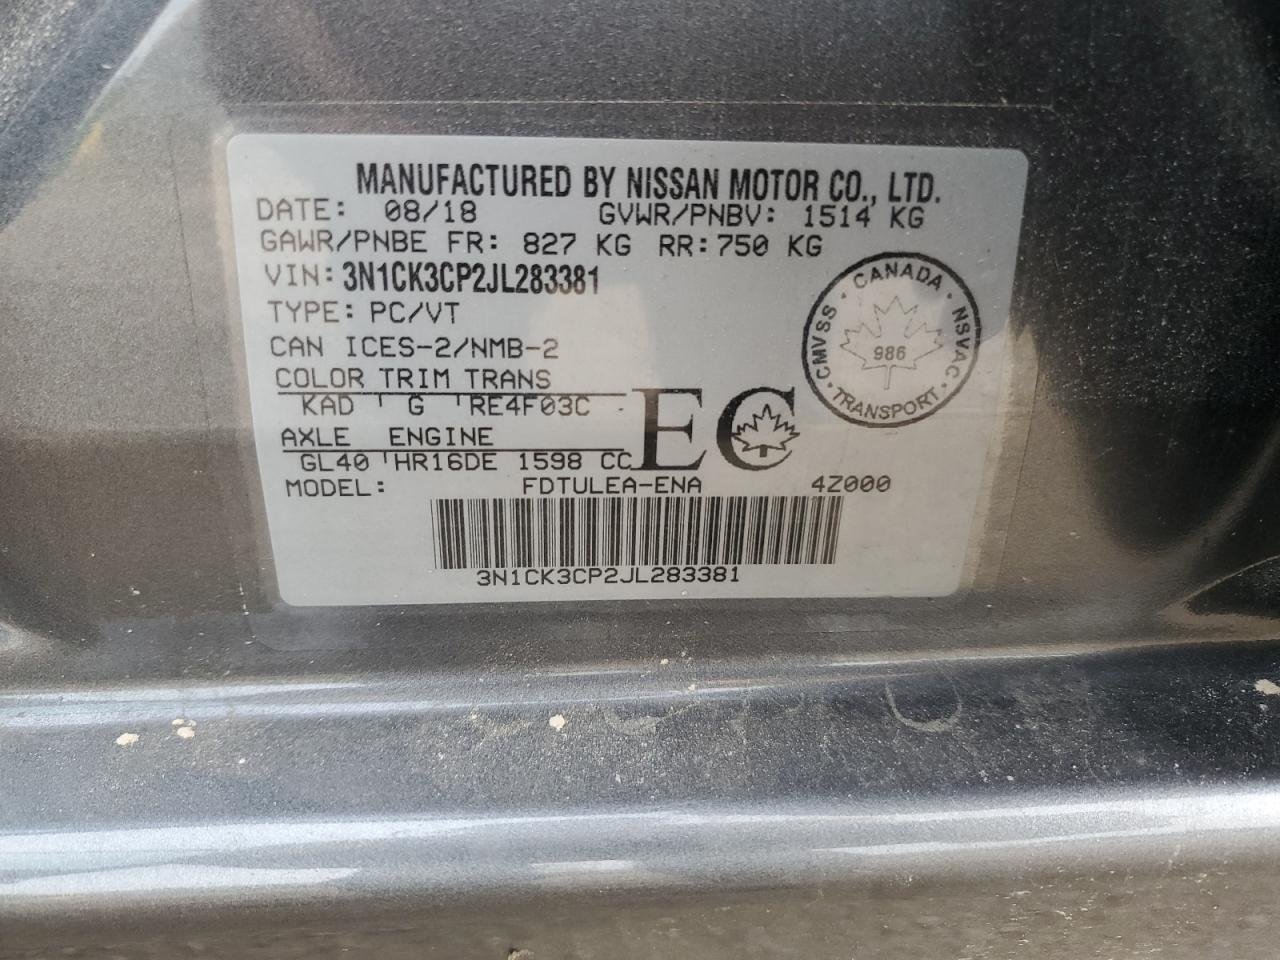 MANUFACTURED BY NISSAN MOTOR CO., LTD.
DATE: 08/18 GVWR/PNBV: 1514 KG
GAWR/PNBE FR: 827 KG RR: 750 KG
VIN: 3N1CK3CP2JL283381
TYPE: PC/VT
CAN ICES-2/NMB-2
COLOR TRIM TRANS
KAD G RE4F03C
AXLE ENGINE
GL40 HR16DE 1598 CC
EC
CANADA · NSVAC · TRANSPORT · CMVSS ·
986
MODEL: FDTULEA-ENA 4Z000
3N1CK3CP2JL283381